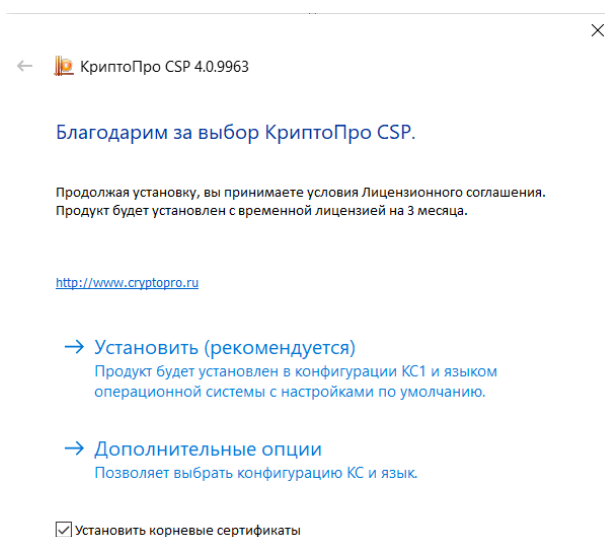 КриптоПро CSP 4.0.9963
Благодарим за выбор КриптоПро CSP.
Продолжая установку, вы принимаете условия Лицензионного соглашения.
Продукт будет установлен с временной лицензией на 3 месяца.
http://www.cryptopro.ru
Установить (рекомендуется)
Продукт будет установлен в конфигурации КС1 и языком
операционной системы с настройками по умолчанию.
Дополнительные опции
Позволяет выбрать конфигурацию КС и язык.
Установить корневые сертификаты